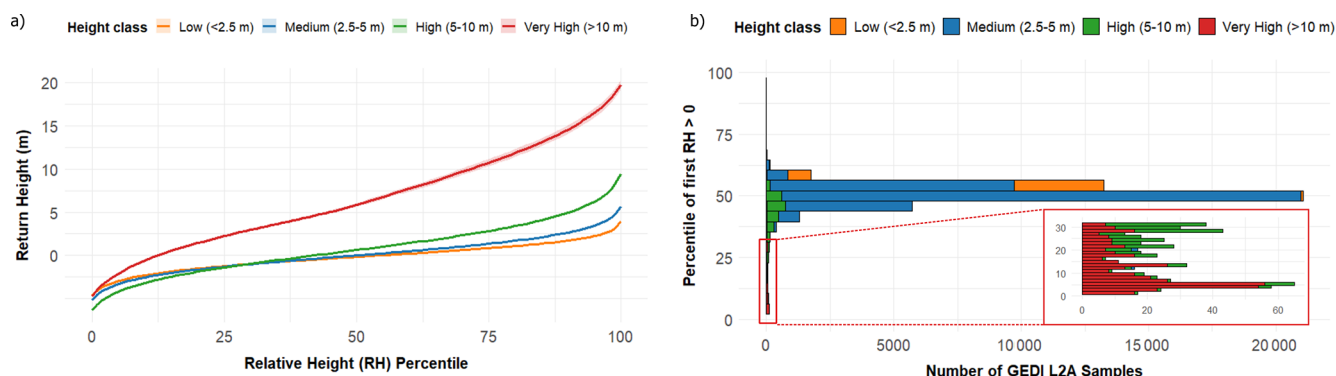 a)
Height class Low (<2.5 m) Medium (2.5-5 m) High (5-10 m) Very High (>10 m)
20
15
10
5
0
0 25 50 75 100
Return Height (m)
Relative Height (RH) Percentile
b)
Height class Low (<2.5 m) Medium (2.5-5 m) High (5-10 m) Very High (>10 m)
100
75
50
25
0
0 5000 10 000 15 000 20 000
Percentile of first RH > 0
Number of GEDI L2A Samples
30
20
10
0
0 20 40 60